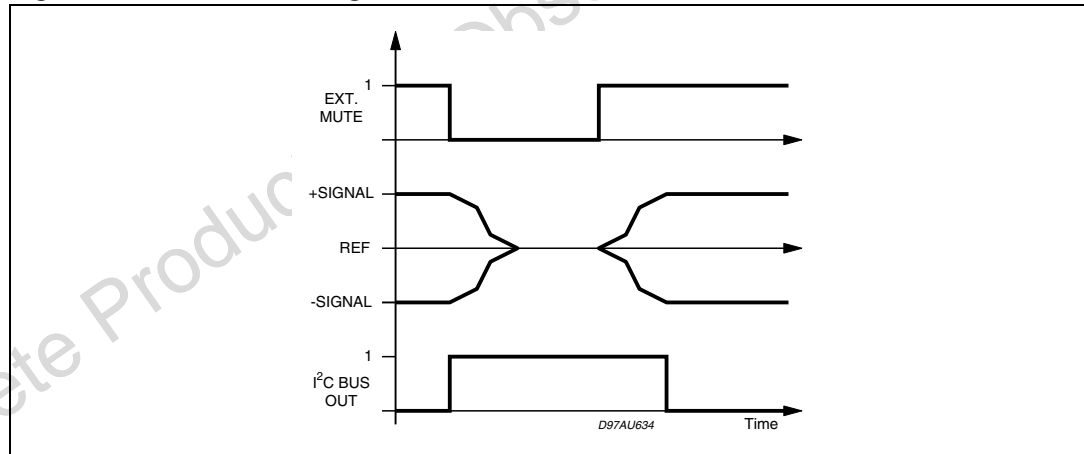 1
EXT.
MUTE
+SIGNAL
REF
-SIGNAL
1
I²C BUS
OUT
D97AU634
Time